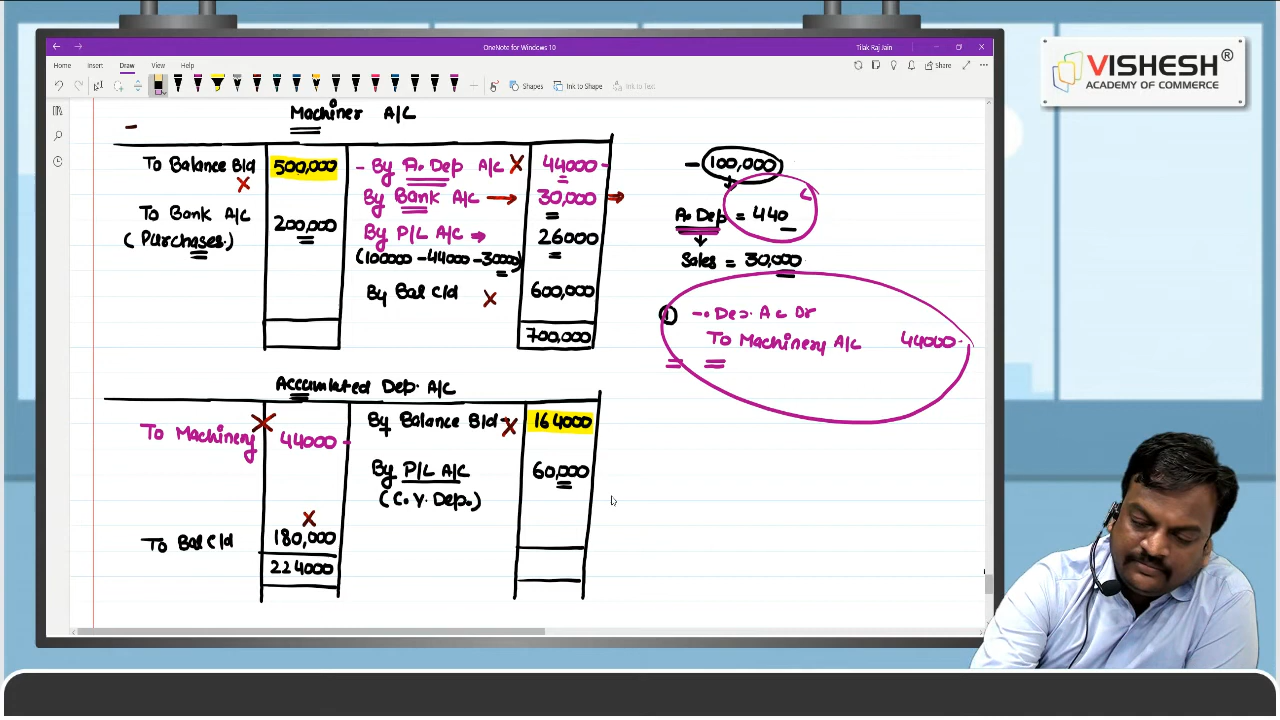 OneNote for Windows 10
Tilak Raj Jain
Home Insert Draw View Help
Share
Shapes
Ink to Shape
Ink to Text
VISHESH®
ACADEMY OF COMMERCE
Machiner A/C
To Balance B/d 500,000 - By A. Dep A/C X 44000 -
X
By Bank A/C → 30,000 →
To Bank A/C 200,000
(Purchases.)
By P/L A/C → 26000
(100000 - 44000 - 30000)
By Bal C/d X 600,000
700,000
- 100,000
A. Dep = 440
Sales = 30,000
① Dep. A c Dr
To Machinery A/C 44000 -
Accumlated Dep. A/C
To Machinery 44000 - By Balance B/d - X 164000
By P/L A/C 60,000
(C. Y. Dep.)
X
To Bal C/d 180,000
224000